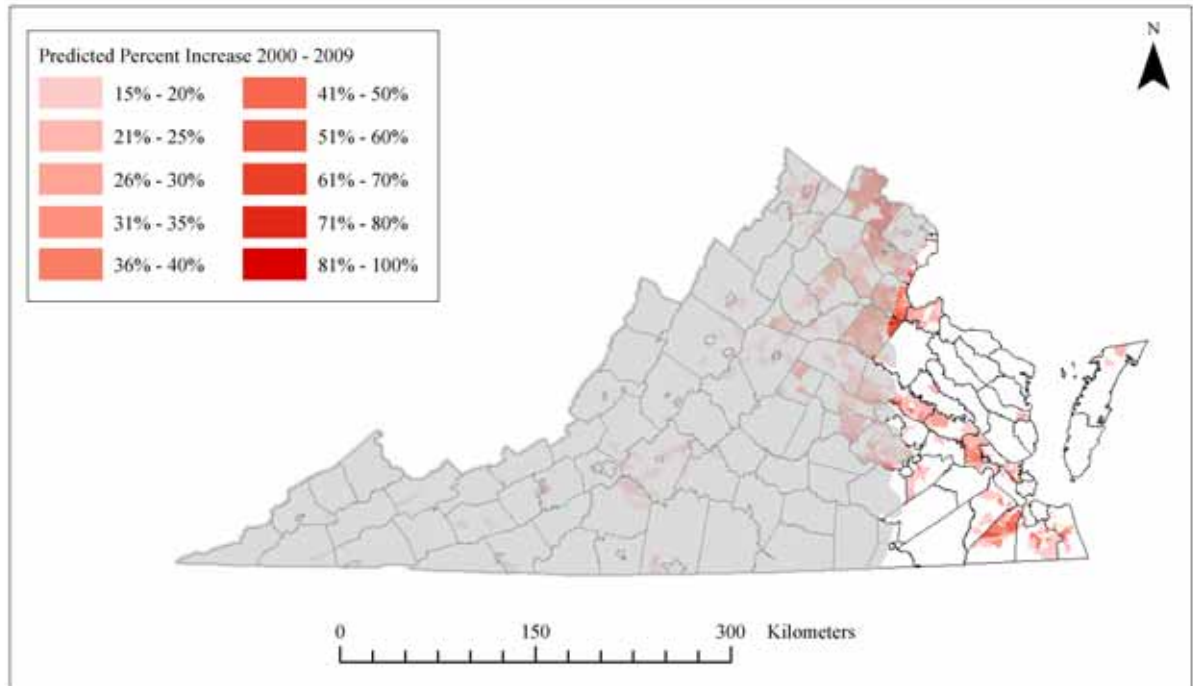 Predicted Percent Increase 2000 - 2009
15% - 20%
41% - 50%
21% - 25%
51% - 60%
26% - 30%
61% - 70%
31% - 35%
71% - 80%
36% - 40%
81% - 100%
N
0 150 300 Kilometers